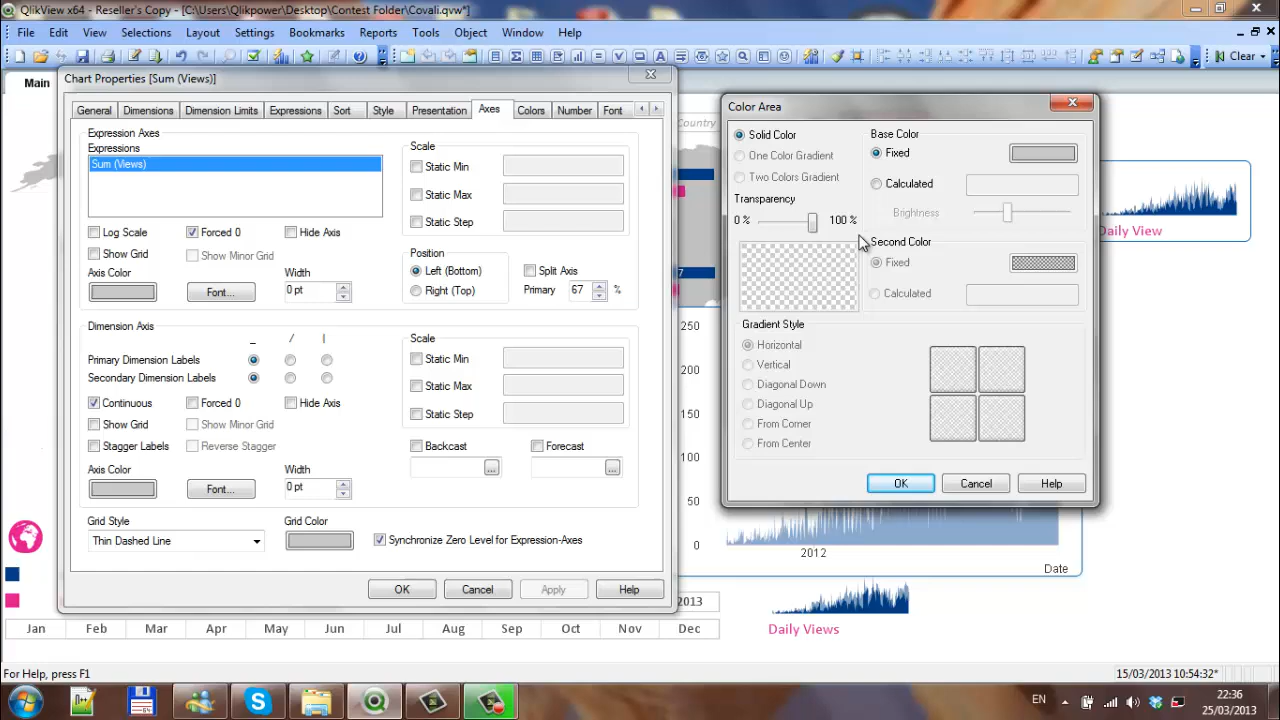 QlikView x64 - Reseller's Copy - [C:\Users\Qlikpower\Desktop\Contest Folder\Covali.qvw*]
File Edit View Selections Layout Settings Bookmarks Reports Tools Object Window Help
Clear
Main
Chart Properties [Sum (Views)]
General Dimensions Dimension Limits Expressions Sort Style Presentation Axes Colors Number Font
Expression Axes
Expressions
Sum (Views)
Log Scale Forced 0 Hide Axis
Show Grid Show Minor Grid
Axis Color Width
Font... 0 pt
Scale
Static Min
Static Max
Static Step
Position
Left (Bottom) Split Axis
Right (Top) Primary 67 %
Dimension Axis
_ / |
Primary Dimension Labels
Secondary Dimension Labels
Continuous Forced 0 Hide Axis
Show Grid Show Minor Grid
Stagger Labels Reverse Stagger
Axis Color Width
Font... 0 pt
Scale
Static Min
Static Max
Static Step
Backcast Forecast
... ...
Grid Style Grid Color
Thin Dashed Line Synchronize Zero Level for Expression-Axes
OK Cancel Apply Help
Country
7
Color Area
Solid Color
One Color Gradient
Two Colors Gradient
Transparency
0 % 100 %
Base Color
Fixed
Calculated
Brightness
Second Color
Fixed
Calculated
Gradient Style
Horizontal
Vertical
Diagonal Down
Diagonal Up
From Corner
From Center
OK Cancel Help
Daily View
250
200
150
100
50
0
2012
Date
2013
Daily Views
Jan Feb Mar Apr May Jun Jul Aug Sep Oct Nov Dec
For Help, press F1
15/03/2013 10:54:32*
EN
22:36
25/03/2013